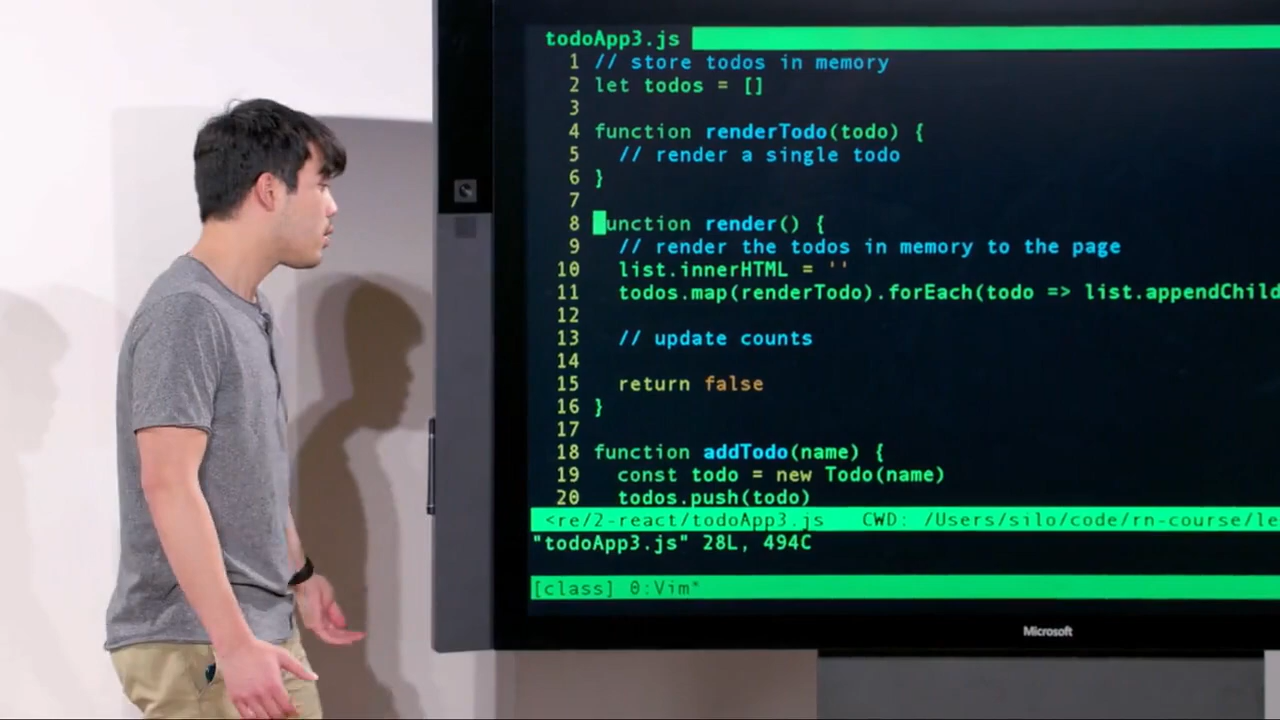 todoApp3.js
1 // store todos in memory
2 let todos = []
3
4 function renderTodo(todo) {
5 // render a single todo
6 }
7
8 unction render() {
9 // render the todos in memory to the page
10 list.innerHTML = ''
11 todos.map(renderTodo).forEach(todo => list.appendChild
12
13 // update counts
14
15 return false
16 }
17
18 function addTodo(name) {
19 const todo = new Todo(name)
20 todos.push(todo)
<re/2-react/todoApp3.js CWD: /Users/silo/code/rn-course/le
"todoApp3.js" 28L, 494C
[class] 0:Vim*
Microsoft